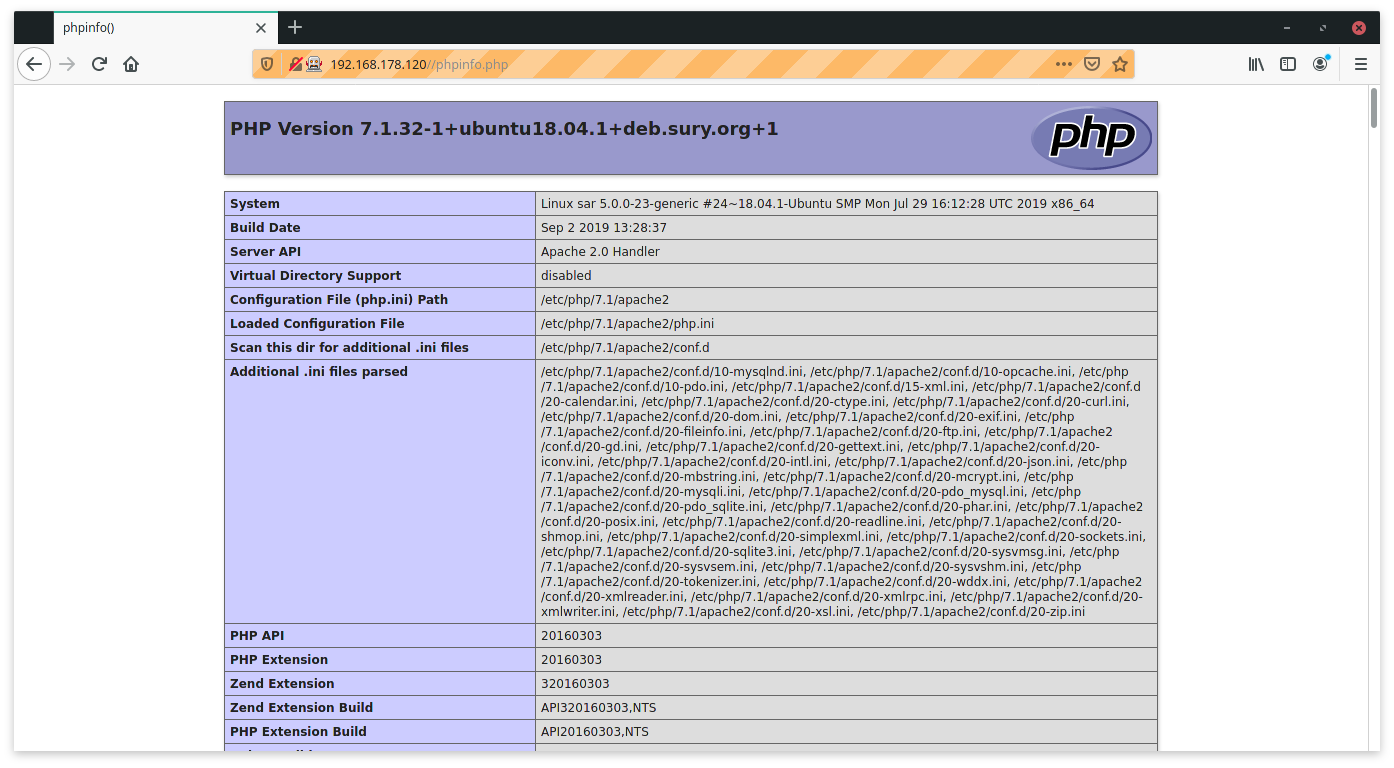 phpinfo()
192.168.178.120//phpinfo.php
PHP Version 7.1.32-1+ubuntu18.04.1+deb.sury.org+1
php
System Linux sar 5.0.0-23-generic #24~18.04.1-Ubuntu SMP Mon Jul 29 16:12:28 UTC 2019 x86_64
Build Date Sep 2 2019 13:28:37
Server API Apache 2.0 Handler
Virtual Directory Support disabled
Configuration File (php.ini) Path /etc/php/7.1/apache2
Loaded Configuration File /etc/php/7.1/apache2/php.ini
Scan this dir for additional .ini files /etc/php/7.1/apache2/conf.d
Additional .ini files parsed /etc/php/7.1/apache2/conf.d/10-mysqlnd.ini, /etc/php/7.1/apache2/conf.d/10-opcache.ini, /etc/php
/7.1/apache2/conf.d/10-pdo.ini, /etc/php/7.1/apache2/conf.d/15-xml.ini, /etc/php/7.1/apache2/conf.d
/20-calendar.ini, /etc/php/7.1/apache2/conf.d/20-ctype.ini, /etc/php/7.1/apache2/conf.d/20-curl.ini,
/etc/php/7.1/apache2/conf.d/20-dom.ini, /etc/php/7.1/apache2/conf.d/20-exif.ini, /etc/php
/7.1/apache2/conf.d/20-fileinfo.ini, /etc/php/7.1/apache2/conf.d/20-ftp.ini, /etc/php/7.1/apache2
/conf.d/20-gd.ini, /etc/php/7.1/apache2/conf.d/20-gettext.ini, /etc/php/7.1/apache2/conf.d/20-
iconv.ini, /etc/php/7.1/apache2/conf.d/20-intl.ini, /etc/php/7.1/apache2/conf.d/20-json.ini, /etc/php
/7.1/apache2/conf.d/20-mbstring.ini, /etc/php/7.1/apache2/conf.d/20-mcrypt.ini, /etc/php
/7.1/apache2/conf.d/20-mysqli.ini, /etc/php/7.1/apache2/conf.d/20-pdo_mysql.ini, /etc/php
/7.1/apache2/conf.d/20-pdo_sqlite.ini, /etc/php/7.1/apache2/conf.d/20-phar.ini, /etc/php/7.1/apache2
/conf.d/20-posix.ini, /etc/php/7.1/apache2/conf.d/20-readline.ini, /etc/php/7.1/apache2/conf.d/20-
shmop.ini, /etc/php/7.1/apache2/conf.d/20-simplexml.ini, /etc/php/7.1/apache2/conf.d/20-sockets.ini,
/etc/php/7.1/apache2/conf.d/20-sqlite3.ini, /etc/php/7.1/apache2/conf.d/20-sysvmsg.ini, /etc/php
/7.1/apache2/conf.d/20-sysvsem.ini, /etc/php/7.1/apache2/conf.d/20-sysvshm.ini, /etc/php
/7.1/apache2/conf.d/20-tokenizer.ini, /etc/php/7.1/apache2/conf.d/20-wddx.ini, /etc/php/7.1/apache2
/conf.d/20-xmlreader.ini, /etc/php/7.1/apache2/conf.d/20-xmlrpc.ini, /etc/php/7.1/apache2/conf.d/20-
xmlwriter.ini, /etc/php/7.1/apache2/conf.d/20-xsl.ini, /etc/php/7.1/apache2/conf.d/20-zip.ini
PHP API 20160303
PHP Extension 20160303
Zend Extension 320160303
Zend Extension Build API320160303,NTS
PHP Extension Build API20160303,NTS